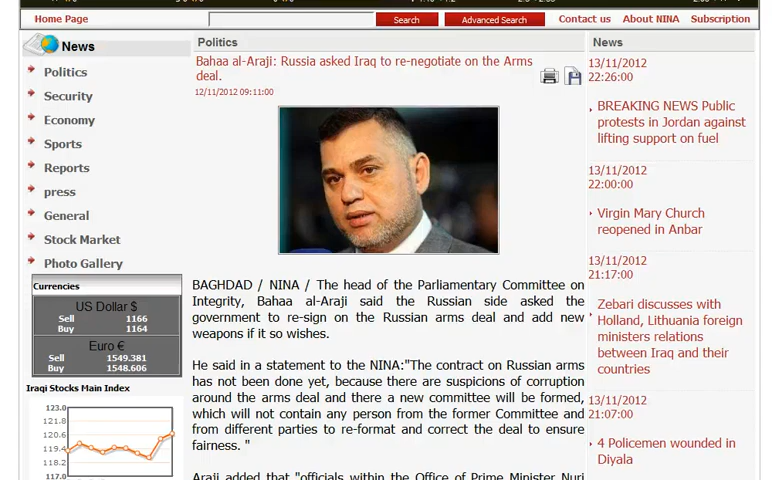 Home Page
Search
Advanced Search
Contact us
About NINA
Subscription
News
Politics
Security
Economy
Sports
Reports
press
General
Stock Market
Photo Gallery
Currencies
US Dollar $
Sell 1166
Buy 1164
Euro €
Sell 1549.381
Buy 1548.606
Iraqi Stocks Main Index
123.0
121.8
120.6
119.4
118.2
117.0
Politics
Bahaa al-Araji: Russia asked Iraq to re-negotiate on the Arms
deal.
12/11/2012 09:11:00
BAGHDAD / NINA / The head of the Parliamentary Committee on
Integrity, Bahaa al-Araji said the Russian side asked the
government to re-sign on the Russian arms deal and add new
weapons if it so wishes.
He said in a statement to the NINA:"The contract on Russian arms
has not been done yet, because there are suspicions of corruption
around the arms deal and there a new committee will be formed,
which will not contain any person from the former Committee and
from different parties to re-format and correct the deal to ensure
fairness. "
Araji added that "officials within the Office of Prime Minister Nuri
News
13/11/2012
22:26:00
BREAKING NEWS Public
protests in Jordan against
lifting support on fuel
13/11/2012
22:00:00
Virgin Mary Church
reopened in Anbar
13/11/2012
21:17:00
Zebari discusses with
Holland, Lithuania foreign
ministers relations
between Iraq and their
countries
13/11/2012
21:07:00
4 Policemen wounded in
Diyala